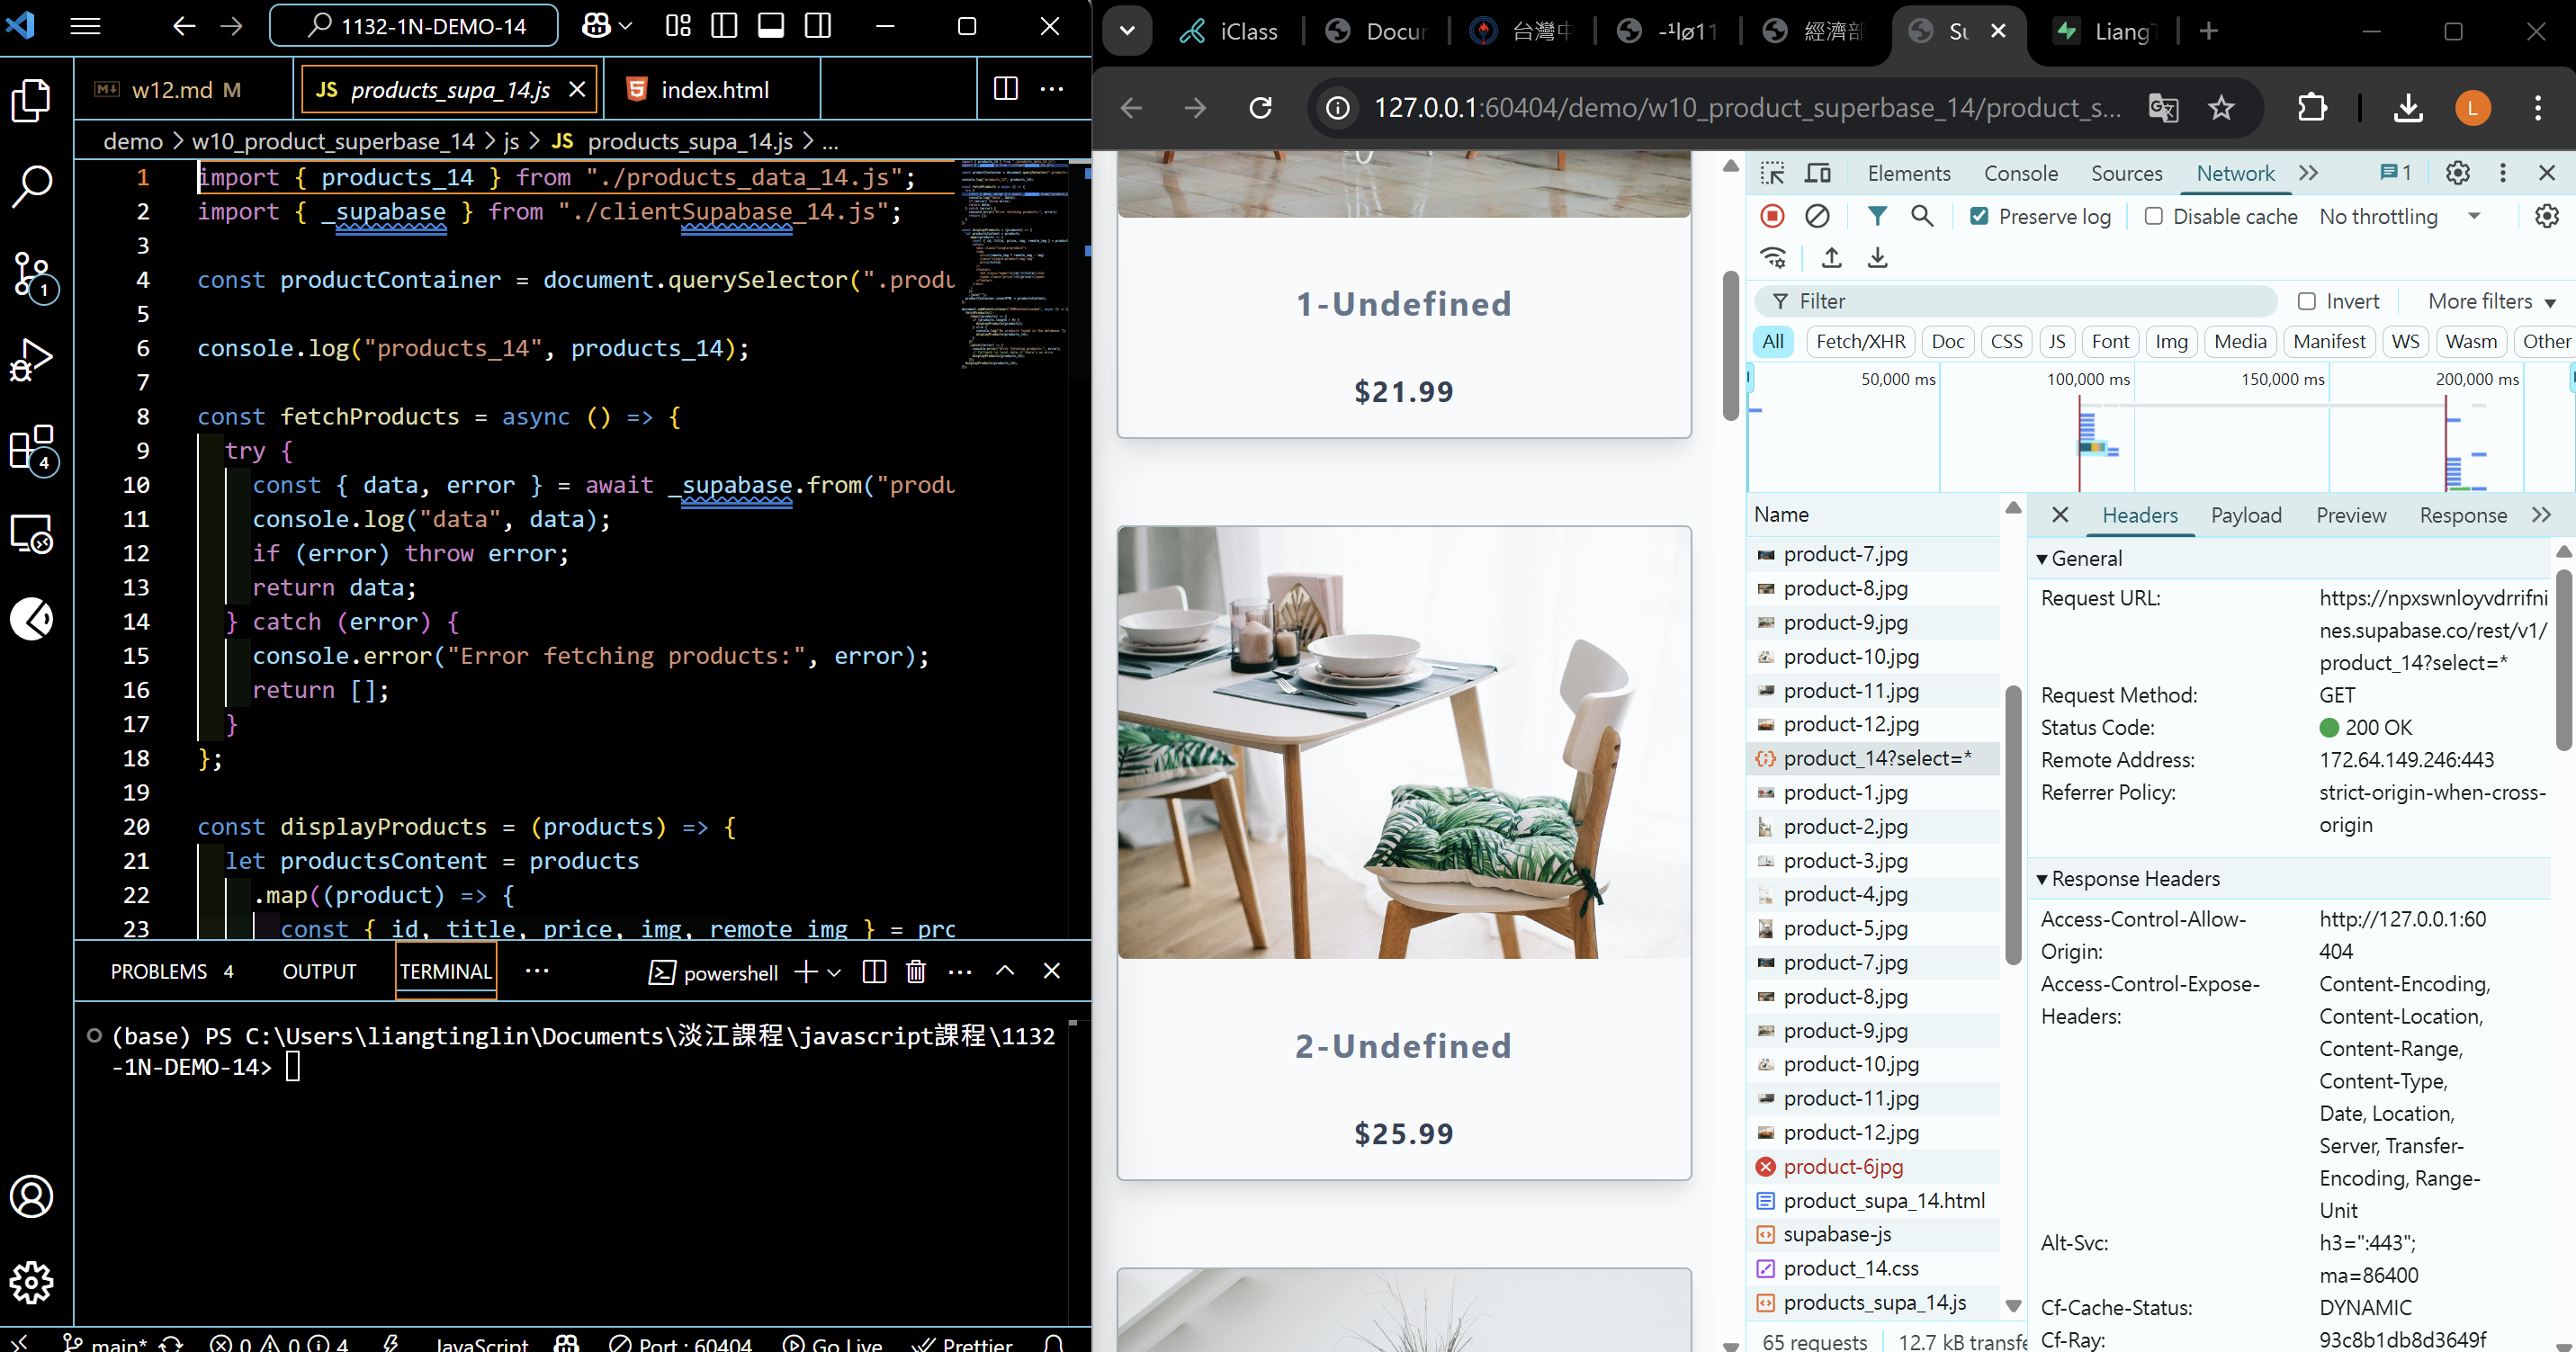 1132-1N-DEMO-14
w12.md M
JS products_supa_14.js
index.html
demo > w10_product_superbase_14 > js > JS products_supa_14.js > ...
1 import { products_14 } from "./products_data_14.js";
2 import { _supabase } from "./clientSupabase_14.js";
3
4 const productContainer = document.querySelector(".produ
5
6 console.log("products_14", products_14);
7
8 const fetchProducts = async () => {
9 try {
10 const { data, error } = await _supabase.from("produ
11 console.log("data", data);
12 if (error) throw error;
13 return data;
14 } catch (error) {
15 console.error("Error fetching products:", error);
16 return [];
17 }
18 };
19
20 const displayProducts = (products) => {
21 let productsContent = products
22 .map((product) => {
23 const { id, title, price, img, remote_img } = prc
1
4
PROBLEMS 4 OUTPUT TERMINAL ... powershell
(base) PS C:\Users\liangtinglin\Documents\淡江課程\javascript課程\1132
-1N-DEMO-14>
main* 0 0 4 JavaScript Port : 60404 Go Live Prettier
iClass
Docur
台灣中
-¹lø11
經濟部
Su
LiangT
127.0.0.1:60404/demo/w10_product_superbase_14/product_s...
L
1-Undefined
$21.99
2-Undefined
$25.99
Elements Console Sources Network 1
Preserve log Disable cache No throttling
Filter Invert More filters
All Fetch/XHR Doc CSS JS Font Img Media Manifest WS Wasm Other
50,000 ms 100,000 ms 150,000 ms 200,000 ms
Name
product-7.jpg
product-8.jpg
product-9.jpg
product-10.jpg
product-11.jpg
product-12.jpg
product_14?select=*
product-1.jpg
product-2.jpg
product-3.jpg
product-4.jpg
product-5.jpg
product-7.jpg
product-8.jpg
product-9.jpg
product-10.jpg
product-11.jpg
product-12.jpg
product-6jpg
product_supa_14.html
supabase-js
product_14.css
products_supa_14.js
65 requests 12.7 kB transfe
Headers Payload Preview Response
General
Request URL: https://npxswnloyvdrrifni
nes.supabase.co/rest/v1/
product_14?select=*
Request Method: GET
Status Code: 200 OK
Remote Address: 172.64.149.246:443
Referrer Policy: strict-origin-when-cross-
origin
Response Headers
Access-Control-Allow-Origin: http://127.0.0.1:60
404
Access-Control-Expose-Headers: Content-Encoding,
Content-Location,
Content-Range,
Content-Type,
Date, Location,
Server, Transfer-
Encoding, Range-
Unit
Alt-Svc: h3=":443";
ma=86400
Cf-Cache-Status: DYNAMIC
Cf-Ray: 93c8b1db8d3649f